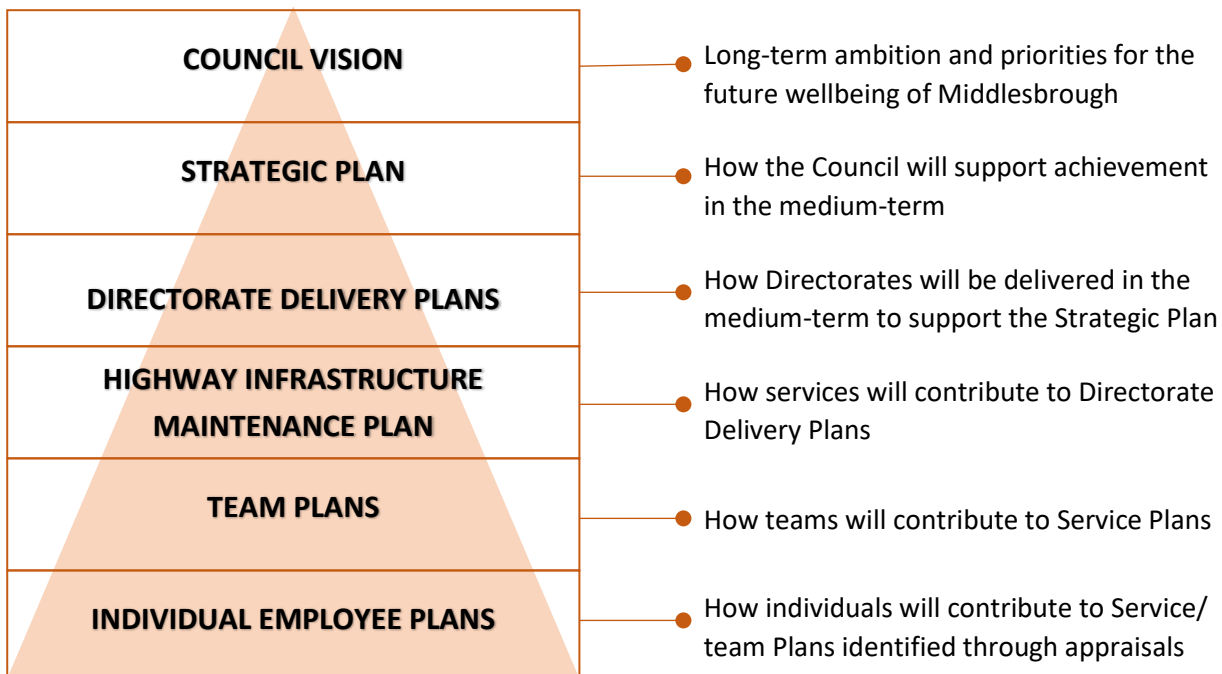 COUNCIL VISION
Long-term ambition and priorities for the
future wellbeing of Middlesbrough
STRATEGIC PLAN
How the Council will support achievement
in the medium-term
DIRECTORATE DELIVERY PLANS
How Directorates will be delivered in the
medium-term to support the Strategic Plan
HIGHWAY INFRASTRUCTURE
MAINTENANCE PLAN
How services will contribute to Directorate
Delivery Plans
TEAM PLANS
How teams will contribute to Service Plans
INDIVIDUAL EMPLOYEE PLANS
How individuals will contribute to Service/
team Plans identified through appraisals